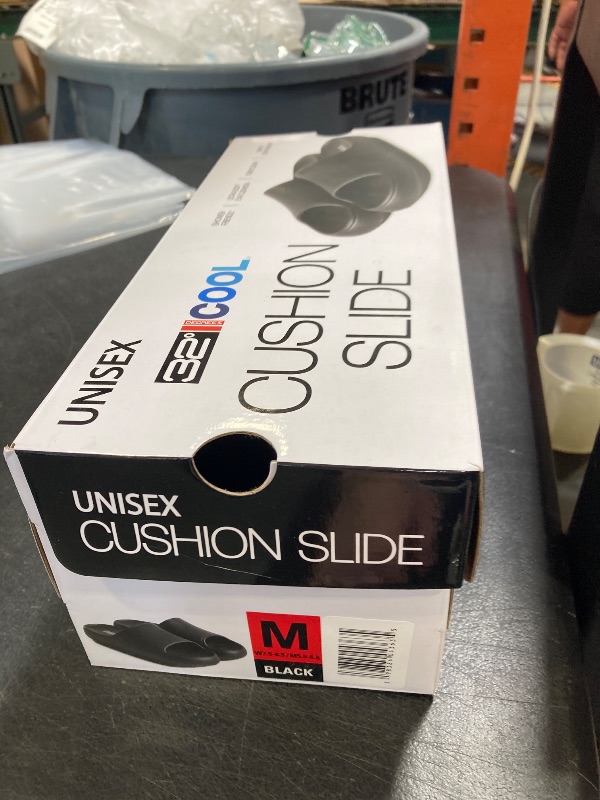 BRUTE
UNISEX
32°
DEGREES
COOL
CUSHION
SLIDE
UNISEX
CUSHION SLIDE
M
BLACK